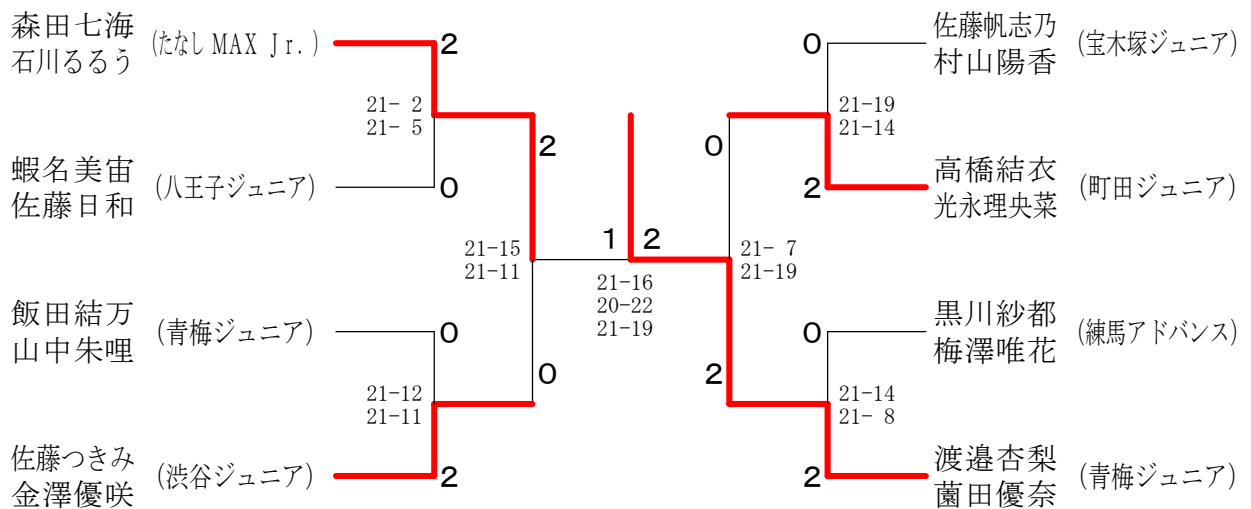 森田七海
石川るるう
(たなし MAX Jr.)
2
21- 2
21- 5
蝦名美宙
佐藤日和
(八王子ジュニア)
0
2
21-15
21-11
飯田結万
山中朱哩
(青梅ジュニア)
0
21-12
21-11
0
佐藤つきみ
金澤優咲
(渋谷ジュニア)
2
1
2
21-16
20-22
21-19
0
佐藤帆志乃
村山陽香
(宝木塚ジュニア)
21-19
21-14
0
2
高橋結衣
光永理央菜
(町田ジュニア)
21- 7
21-19
0
黒川紗都
梅澤唯花
(練馬アドバンス)
2
21-14
21- 8
2
渡邉杏梨
薗田優奈
(青梅ジュニア)